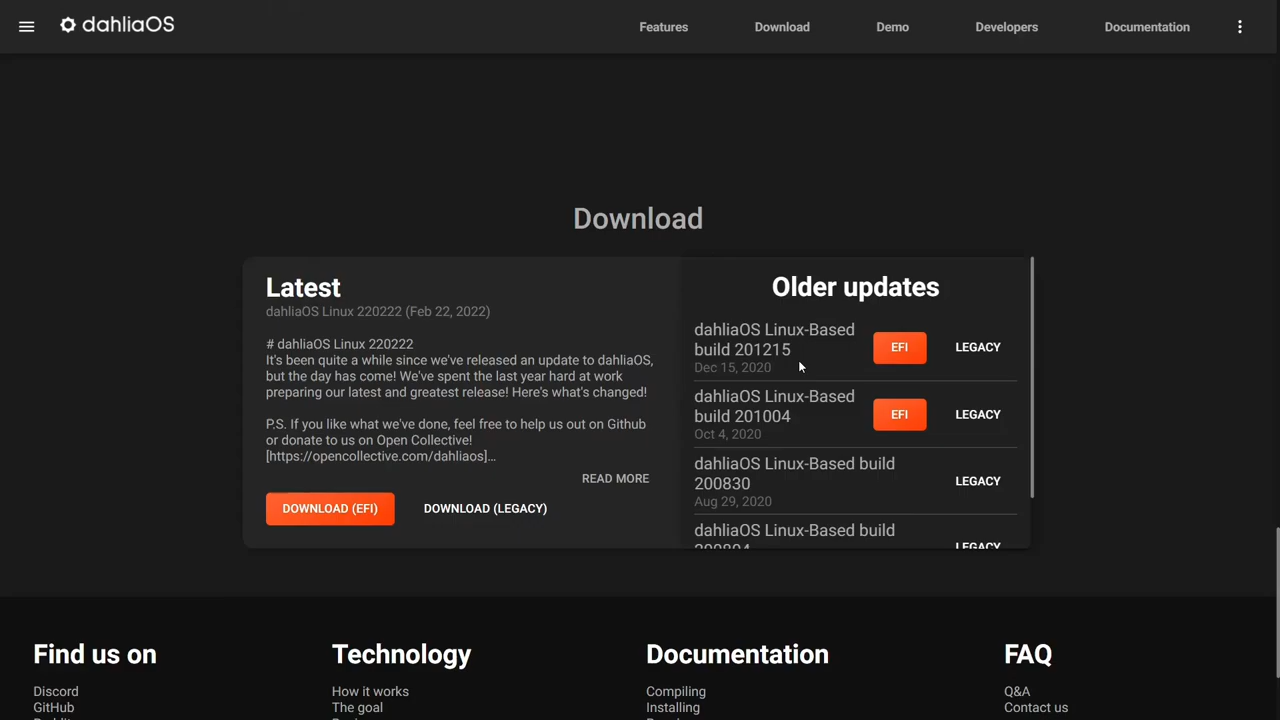 dahliaOS
Features
Download
Demo
Developers
Documentation
Download
Latest
dahliaOS Linux 220222 (Feb 22, 2022)
# dahliaOS Linux 220222
It's been quite a while since we've released an update to dahliaOS,
but the day has come! We've spent the last year hard at work
preparing our latest and greatest release! Here's what's changed!
P.S. If you like what we've done, feel free to help us out on Github
or donate to us on Open Collective!
[https://opencollective.com/dahliaos]...
READ MORE
DOWNLOAD (EFI)
DOWNLOAD (LEGACY)
Older updates
dahliaOS Linux-Based
build 201215
Dec 15, 2020
EFI
LEGACY
dahliaOS Linux-Based
build 201004
Oct 4, 2020
EFI
LEGACY
dahliaOS Linux-Based build
200830
Aug 29, 2020
LEGACY
dahliaOS Linux-Based build
LEGACY
Find us on
Discord
GitHub
Technology
How it works
The goal
Documentation
Compiling
Installing
FAQ
Q&A
Contact us